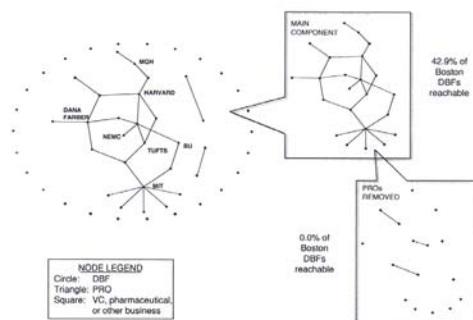 MGH
HARVARD
DANA
FARBER
NEMC
BU
TUFTS
MIT
MAIN
COMPONENT
42.9% of
Boston
DBFs
reachable
PROs
REMOVED
0.0% of
Boston
DBFs
reachable
NODE LEGEND
Circle: DBF
Triangle: PRO
Square: VC, pharmaceutical,
or other business